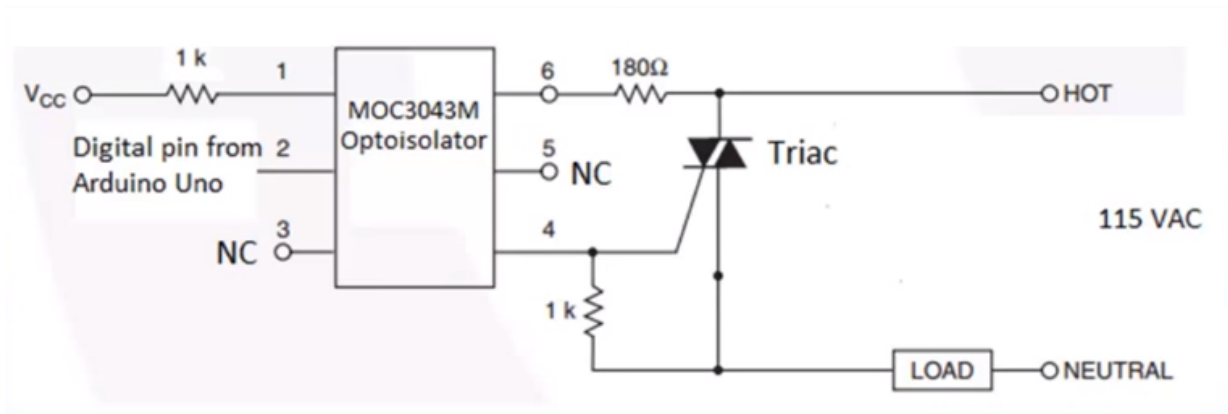 1 k
1
V_CC
MOC3043M
Optoisolator
6
180Ω
HOT
Digital pin from
Arduino Uno
2
5
NC
Triac
NC
3
4
115 VAC
1 k
LOAD
NEUTRAL